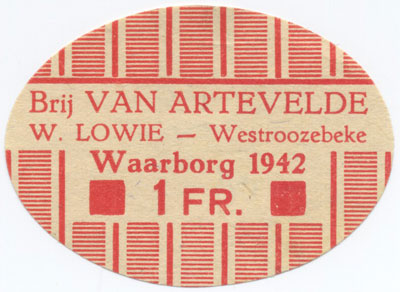 Brij VAN ARTEVELDE
W. LOWIE — Westroozebeke
Waarborg 1942
1 FR.